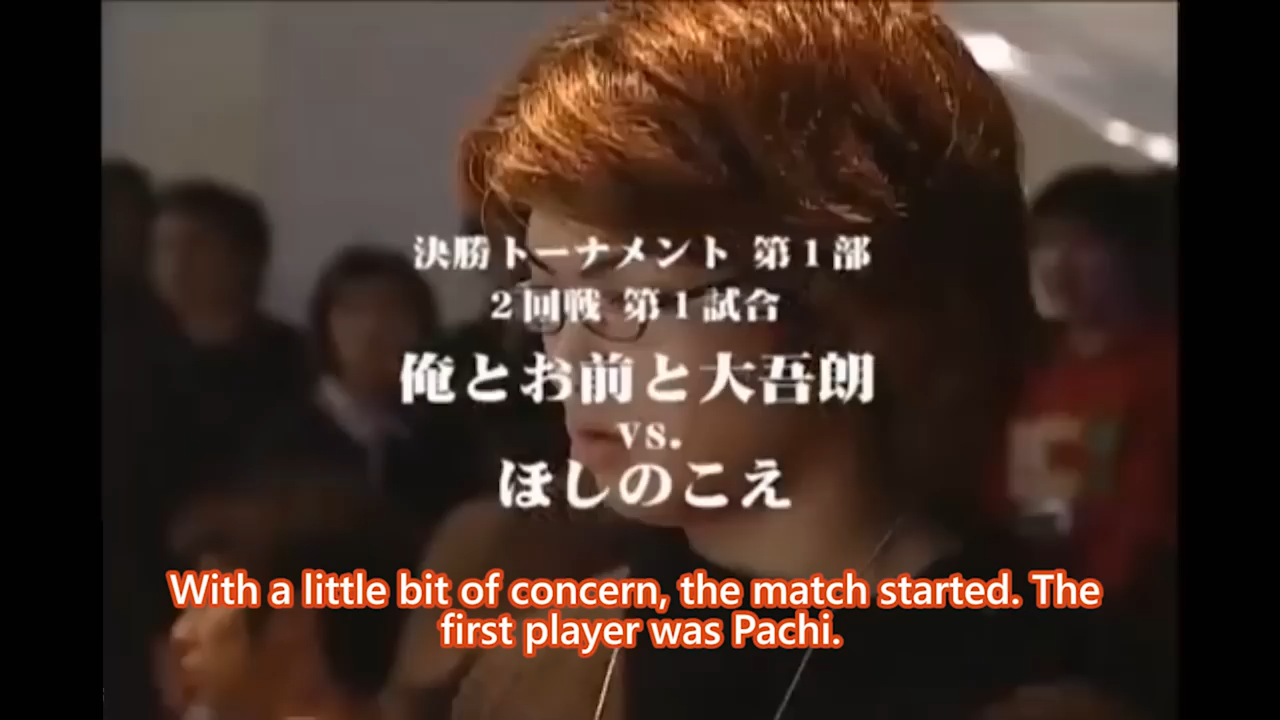 決勝トーナメント 第1部
2回戦 第1試合
俺とお前と大吾朗
vs.
ほしのこえ
With a little bit of concern, the match started. The
first player was Pachi.